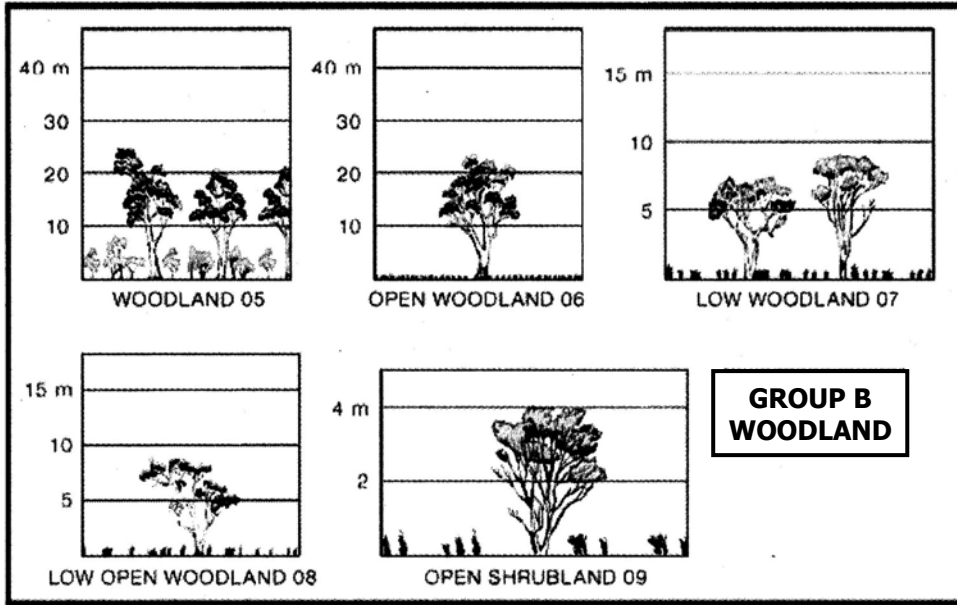 40 m
30
20
10
WOODLAND 05
40 m
30
20
10
OPEN WOODLAND 06
15 m
10
5
LOW WOODLAND 07
15 m
10
5
LOW OPEN WOODLAND 08
4 m
2
OPEN SHRUBLAND 09
GROUP B
WOODLAND